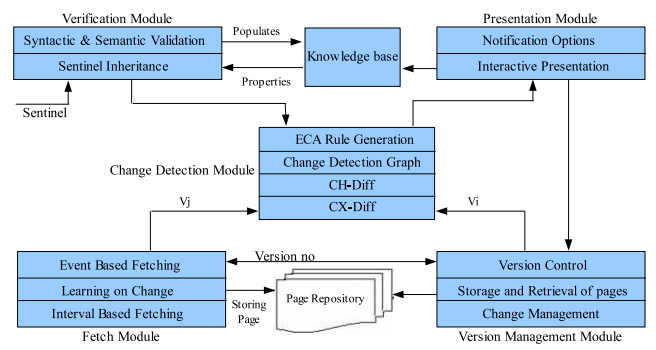 Verification Module
Presentation Module
Syntactic & Semantic Validation
Sentinel Inheritance
Populates
Properties
Knowledge base
Notification Options
Interactive Presentation
Sentinel
ECA Rule Generation
Change Detection Graph
CH-Diff
CX-Diff
Change Detection Module
Vj
Vi
Event Based Fetching
Learning on Change
Interval Based Fetching
Fetch Module
Version no
Storing
Page
Page Repository
Version Control
Storage and Retrieval of pages
Change Management
Version Management Module